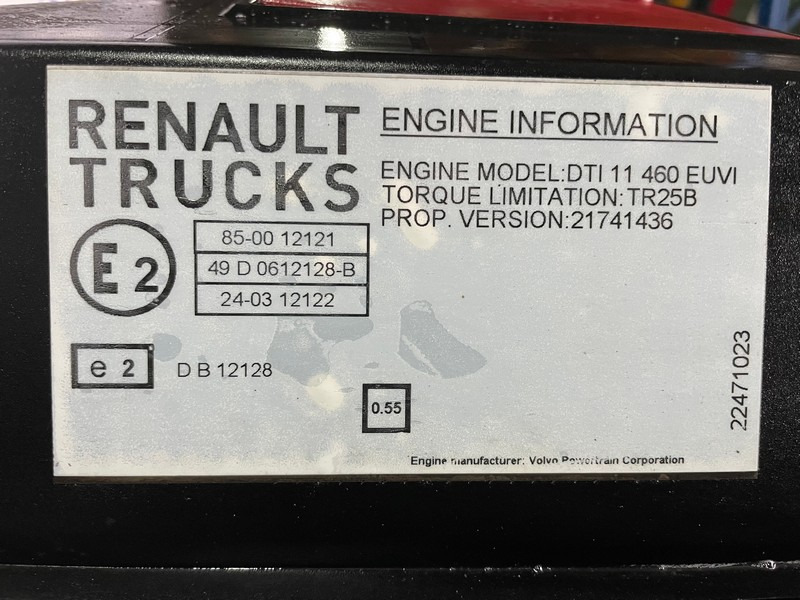 RENAULT
TRUCKS
ENGINE INFORMATION
ENGINE MODEL:DTI 11 460 EUVI
TORQUE LIMITATION:TR25B
PROP. VERSION:21741436
E 2
85-00 12121
49 D 0612128-B
24-03 12122
e 2
D B 12128
0.55
22471023
Engine manufacturer: Volvo Powertrain Corporation